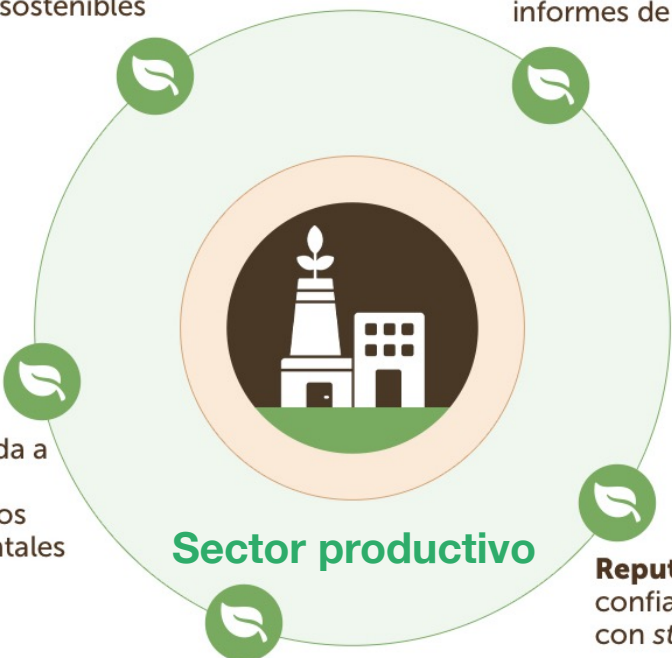 sostenibles
informes de
da a
os
ntales
Sector productivo
Reput
confia
con st